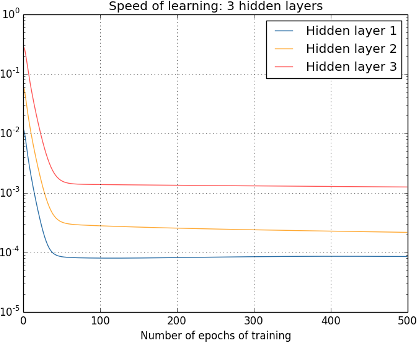 Speed of learning: 3 hidden layers
10^0
Hidden layer 1
Hidden layer 2
Hidden layer 3
10^-1
10^-2
10^-3
10^-4
10^-5
0 100 200 300 400 500
Number of epochs of training